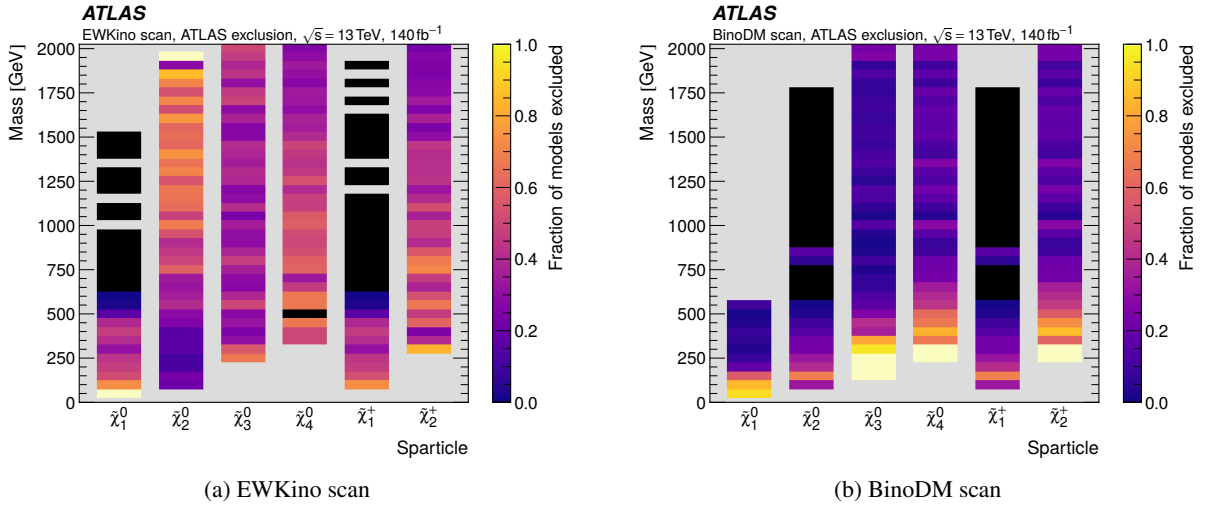 ATLAS
EWKino scan, ATLAS exclusion, √s = 13 TeV, 140 fb⁻¹
Mass [GeV]
2000
1750
1500
1250
1000
750
500
250
0
χ̃₁⁰ χ̃₂⁰ χ̃₃⁰ χ̃₄⁰ χ̃₁⁺ χ̃₂⁺
Sparticle
1.0
0.8
0.6
0.4
0.2
0.0
Fraction of models excluded
(a) EWKino scan
ATLAS
BinoDM scan, ATLAS exclusion, √s = 13 TeV, 140 fb⁻¹
Mass [GeV]
2000
1750
1500
1250
1000
750
500
250
0
χ̃₁⁰ χ̃₂⁰ χ̃₃⁰ χ̃₄⁰ χ̃₁⁺ χ̃₂⁺
Sparticle
1.0
0.8
0.6
0.4
0.2
0.0
Fraction of models excluded
(b) BinoDM scan